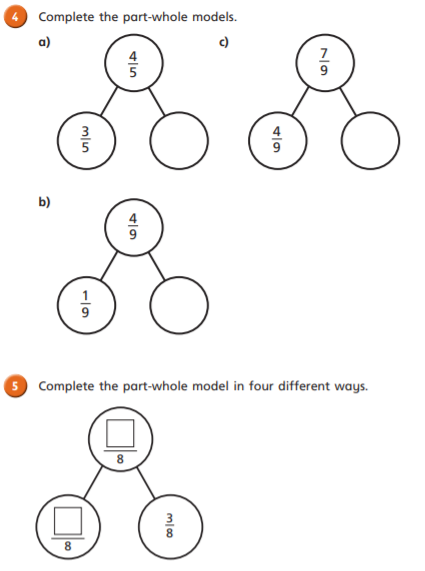 4 Complete the part-whole models.
a) c)
4/5 7/9
3/5 4/9
b)
4/9
1/9
5 Complete the part-whole model in four different ways.
□/8
□/8 3/8